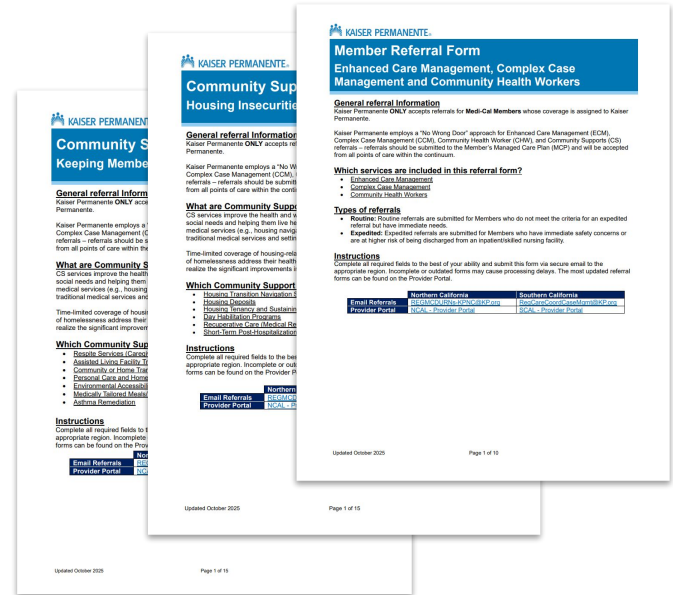 KAISER PERMANENTE®
Member Referral Form
Enhanced Care Management, Complex Case
Management and Community Health Workers
General referral Information
Kaiser Permanente ONLY accepts referrals for Medi-Cal Members whose coverage is assigned to Kaiser
Permanente.
Kaiser Permanente employs a "No Wrong Door" approach for Enhanced Care Management (ECM),
Complex Case Management (CCM), Community Health Worker (CHW), and Community Supports (CS)
referrals – referrals should be submitted to the Member's Managed Care Plan (MCP) and will be accepted
from all points of care within the continuum.
Which services are included in this referral form?
• Enhanced Care Management
• Complex Case Management
• Community Health Workers
Types of referrals
• Routine: Routine referrals are submitted for Members who do not meet the criteria for an expedited
referral but have immediate needs.
• Expedited: Expedited referrals are submitted for Members who have immediate safety concerns or
are at higher risk of being discharged from an inpatient/skilled nursing facility.
Instructions
Complete all required fields to the best of your ability and submit this form via secure email to the
appropriate region. Incomplete or outdated forms may cause processing delays. The most updated referral
forms can be found on the Provider Portal.
Northern California Southern California
Email Referrals REGMCDURNs-KPNC@KP.org RegCareCoordCaseMgmt@KP.org
Provider Portal NCAL - Provider Portal SCAL - Provider Portal
Updated October 2025 Page 1 of 10
KAISER PERMANENTE®
Community Sup
Housing Insecuritie
General referral Information
Kaiser Permanente ONLY accepts ref
Permanente.
Kaiser Permanente employs a "No W
Complex Case Management (CCM),
referrals – referrals should be submitt
from all points of care within the conti
What are Community Suppo
CS services improve the health and w
social needs and helping them live he
medical services (e.g., housing navig
traditional medical services and settin
Time-limited coverage of housing-rela
of homelessness address their health
realize the significant improvements i
Which Community Support
• Housing Transition Navigation S
• Housing Deposits
• Housing Tenancy and Sustainin
• Day Habilitation Programs
• Recuperative Care (Medical Re
• Short-Term Post-Hospitalization
Instructions
Complete all required fields to the bes
appropriate region. Incomplete or out
forms can be found on the Provider P
Northern
Email Referrals REGMCD
Provider Portal NCAL - P
Updated October 2025 Page 1 of 15
KAISER PERMANENT
Community S
Keeping Membe
General referral Inform
Kaiser Permanente ONLY acce
Permanente.
Kaiser Permanente employs a "
Complex Case Management (C
referrals – referrals should be s
from all points of care within the
What are Community S
CS services improve the health
social needs and helping them
medical services (e.g., housing
traditional medical services and
Time-limited coverage of housi
of homelessness address their
realize the significant improvem
Which Community Sup
• Respite Services (Caregi
• Assisted Living Facility Tr
• Community or Home Tran
• Personal Care and Home
• Environmental Accessibil
• Medically Tailored Meals/
• Asthma Remediation
Instructions
Complete all required fields to t
appropriate region. Incomplete
forms can be found on the Prov
Nor
Email Referrals REG
Provider Portal NCA
Updated October 2025 Page 1 of 15